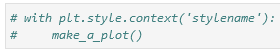 # with plt.style.context('stylename'):
#     make_a_plot()